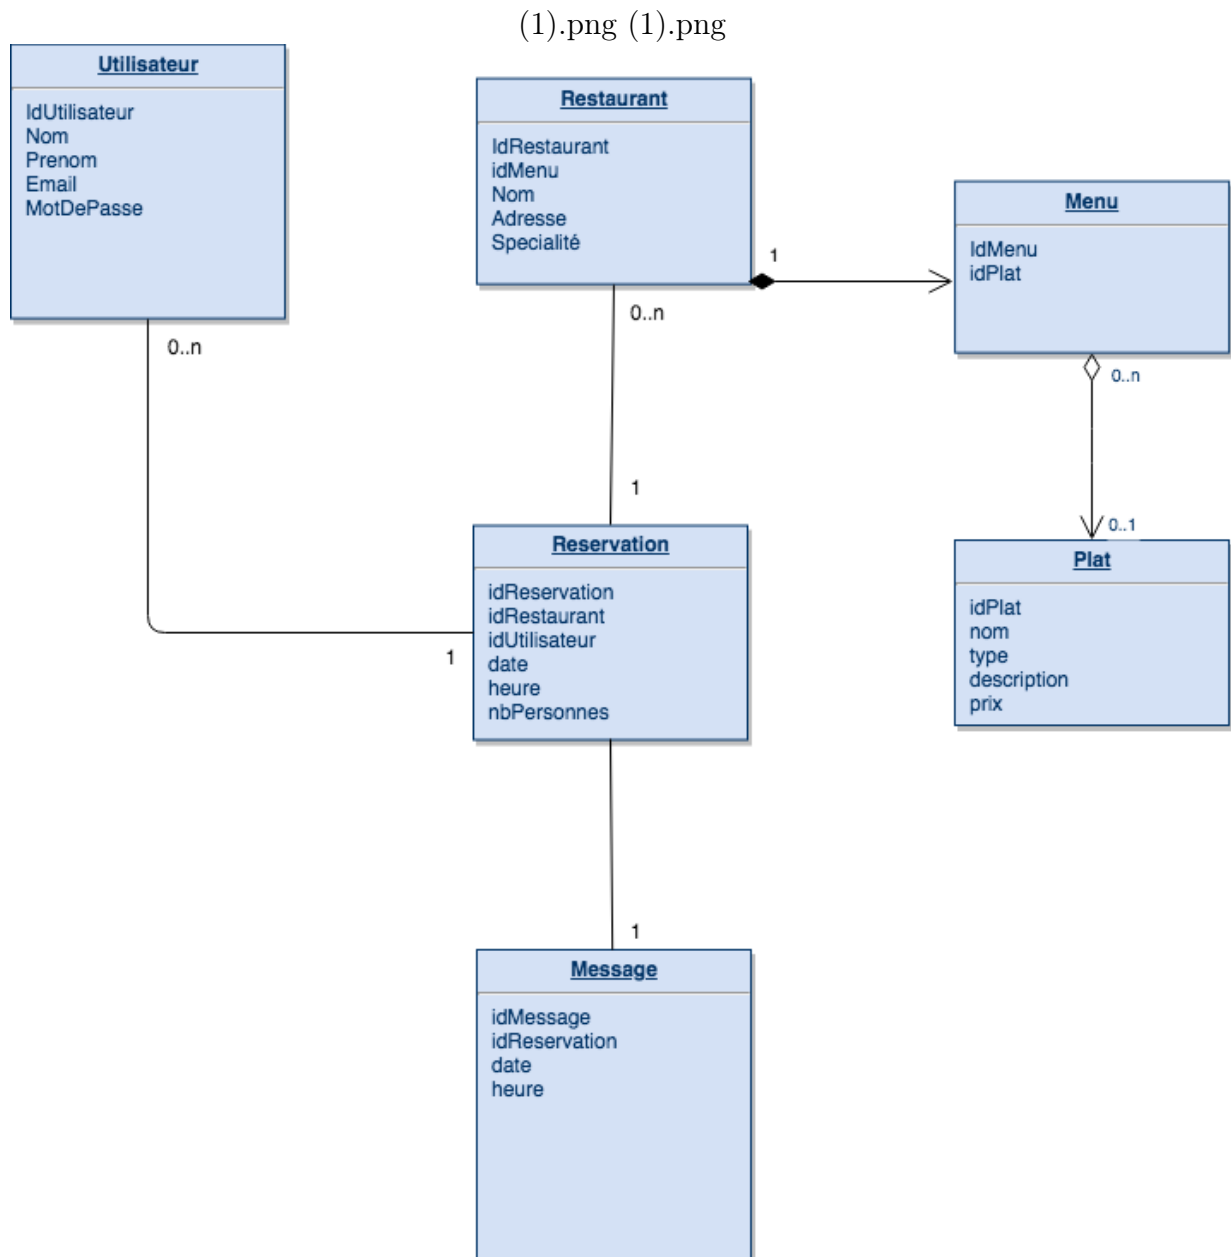 (1).png (1).png
Utilisateur
IdUtilisateur
Nom
Prenom
Email
MotDePasse
0..n
Restaurant
IdRestaurant
idMenu
Nom
Adresse
Specialité
1
0..n
Menu
IdMenu
idPlat
0..n
0..1
Plat
idPlat
nom
type
description
prix
1
1
Reservation
idReservation
idRestaurant
idUtilisateur
date
heure
nbPersonnes
1
Message
idMessage
idReservation
date
heure